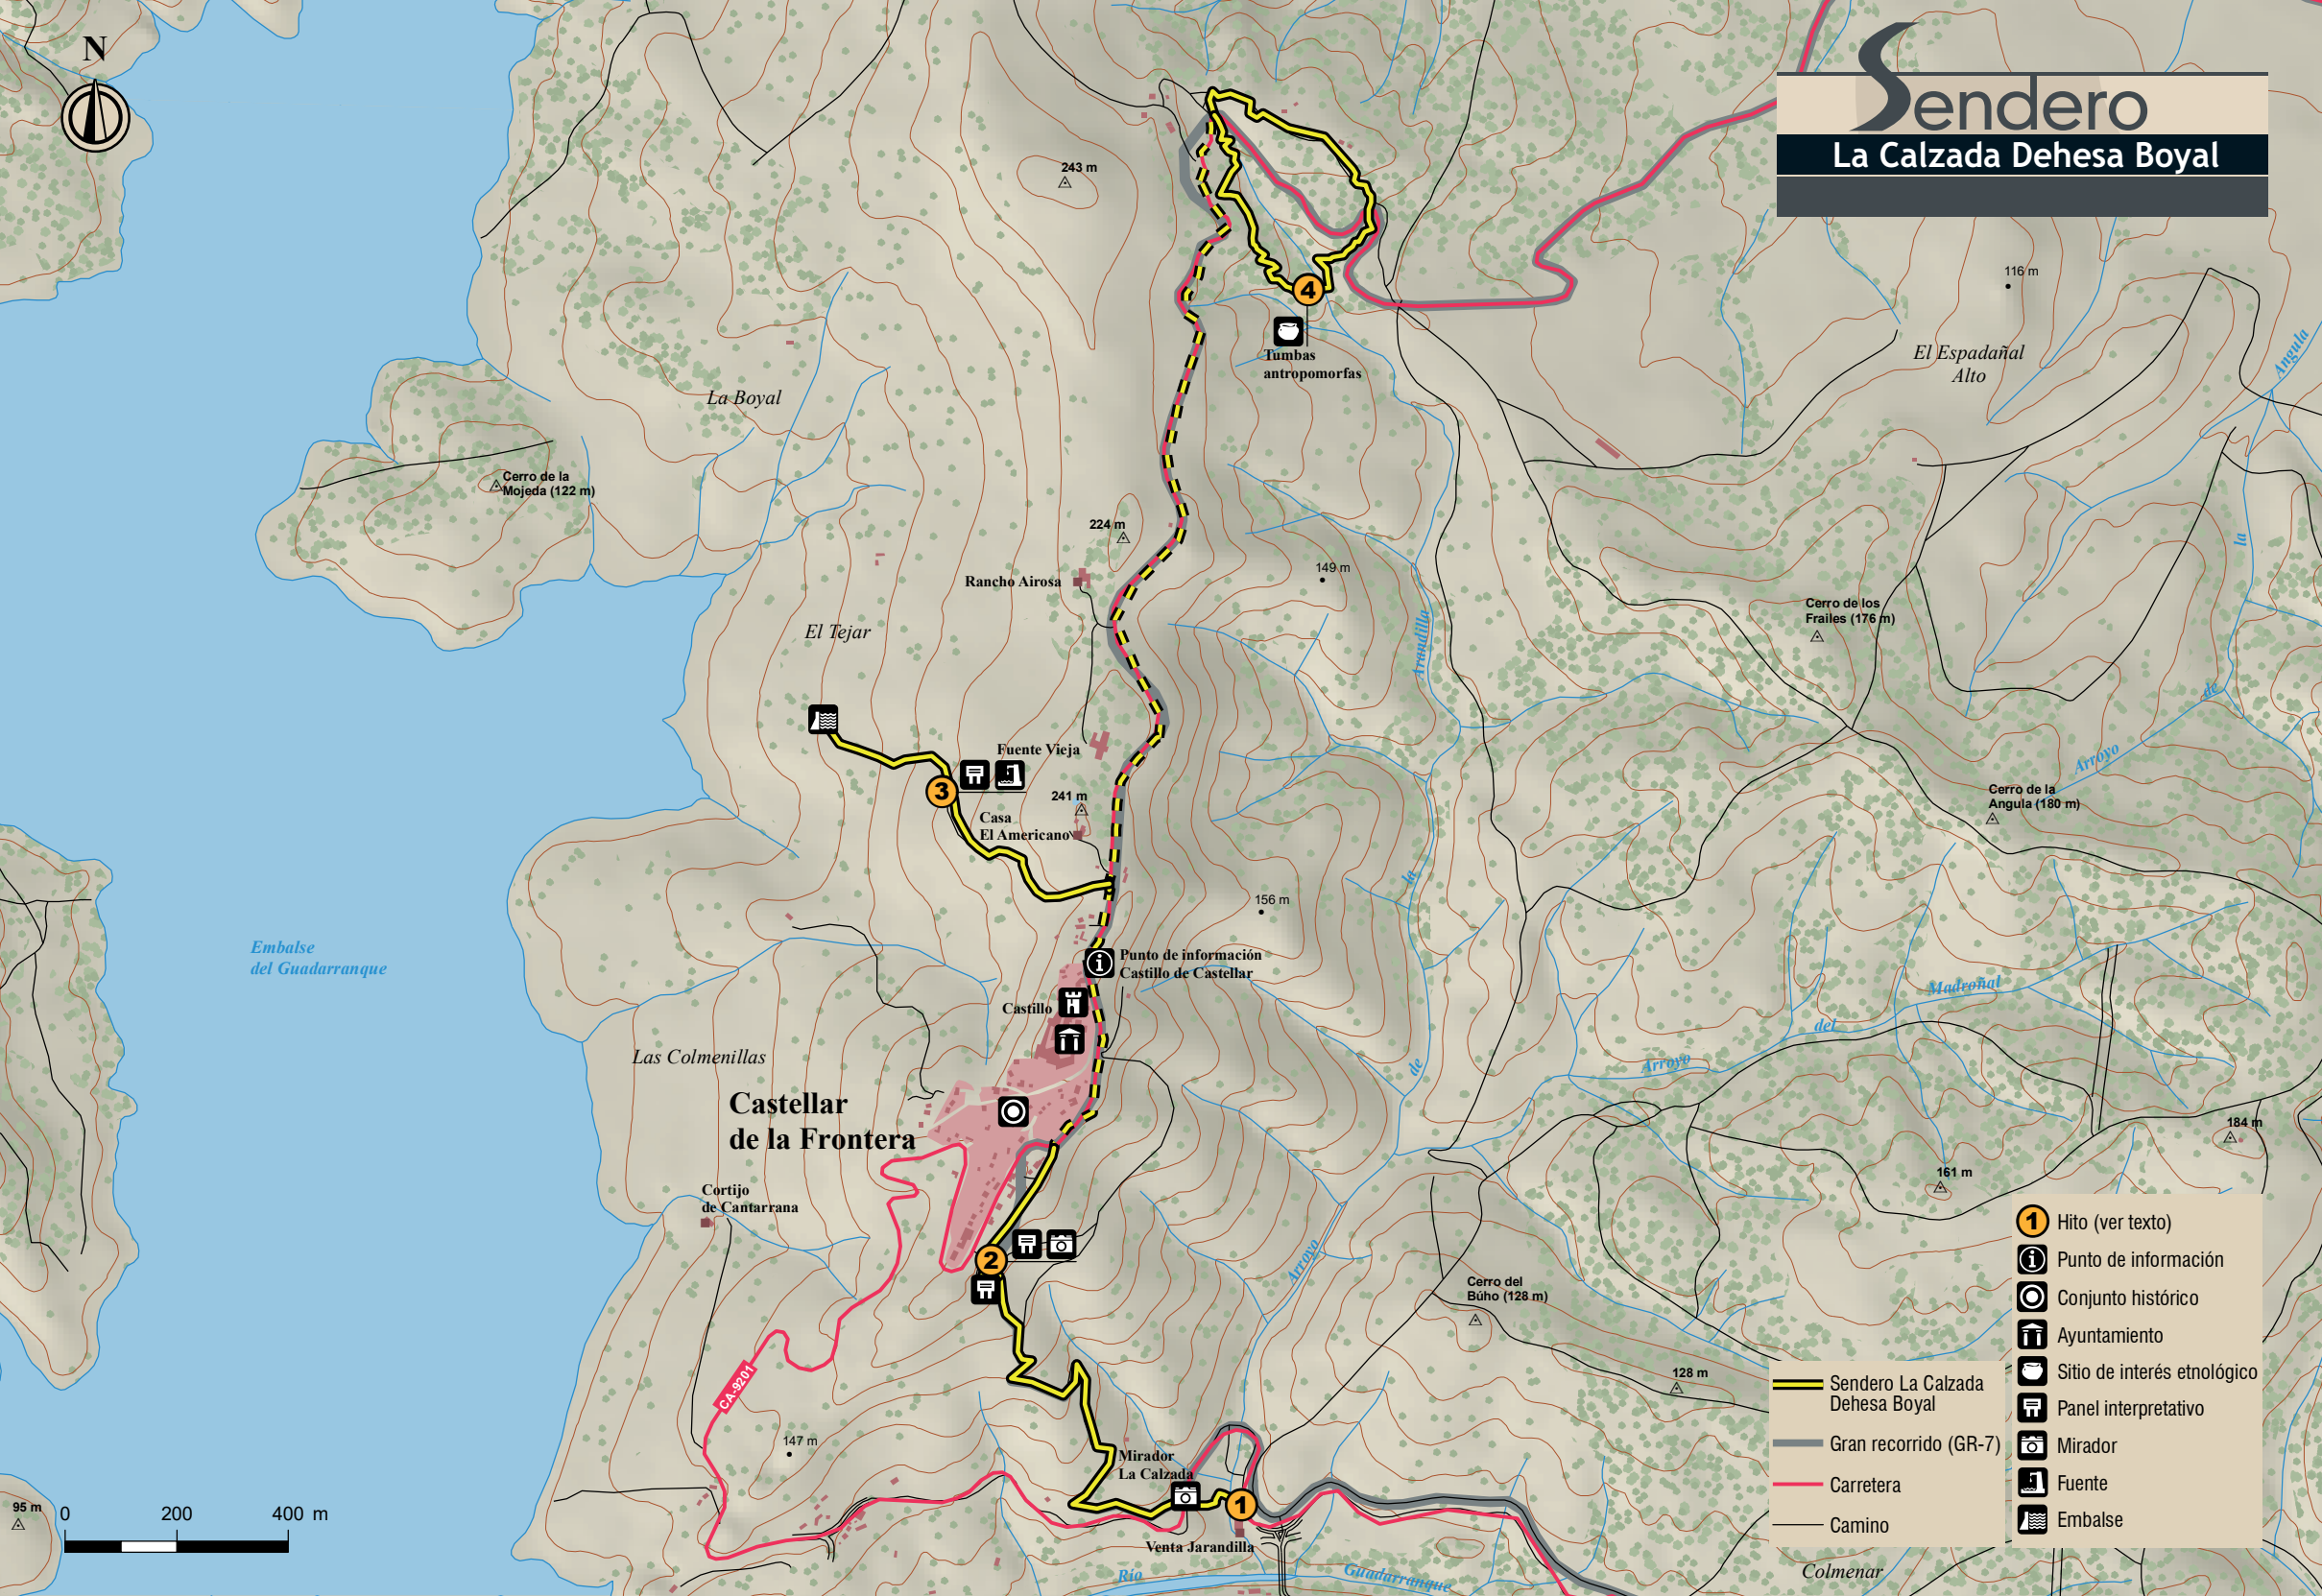 N
Sendero
La Calzada Dehesa Boyal
243 m
116 m
4
Tumbas
antropomorfas
El Espadañal
Alto
Angula
La Boyal
Cerro de la
Mojeda (122 m)
224 m
la
149 m
Rancho Airosa
Cerro de los
Frailes (176 m)
El Tejar
Arandilla
de
Fuente Vieja
Arroyo
3
241 m
Cerro de la
Angula (180 m)
Casa
El Americano
la
156 m
Embalse
del Guadarranque
Punto de información
Castillo de Castellar
Madroñal
Castillo
del
Las Colmenillas
Arroyo
de
Castellar
de la Frontera
184 m
161 m
Cortijo
de Cantarrana
2
Arroyo
Cerro del
Búho (128 m)
128 m
CA-9201
147 m
Mirador
La Calzada
1
Venta Jarandilla
95 m
0 200 400 m
Río
Guadarranque
Colmenar
Sendero La Calzada
Dehesa Boyal
Gran recorrido (GR-7)
Carretera
Camino
1 Hito (ver texto)
i Punto de información
Conjunto histórico
Ayuntamiento
Sitio de interés etnológico
Panel interpretativo
Mirador
Fuente
Embalse